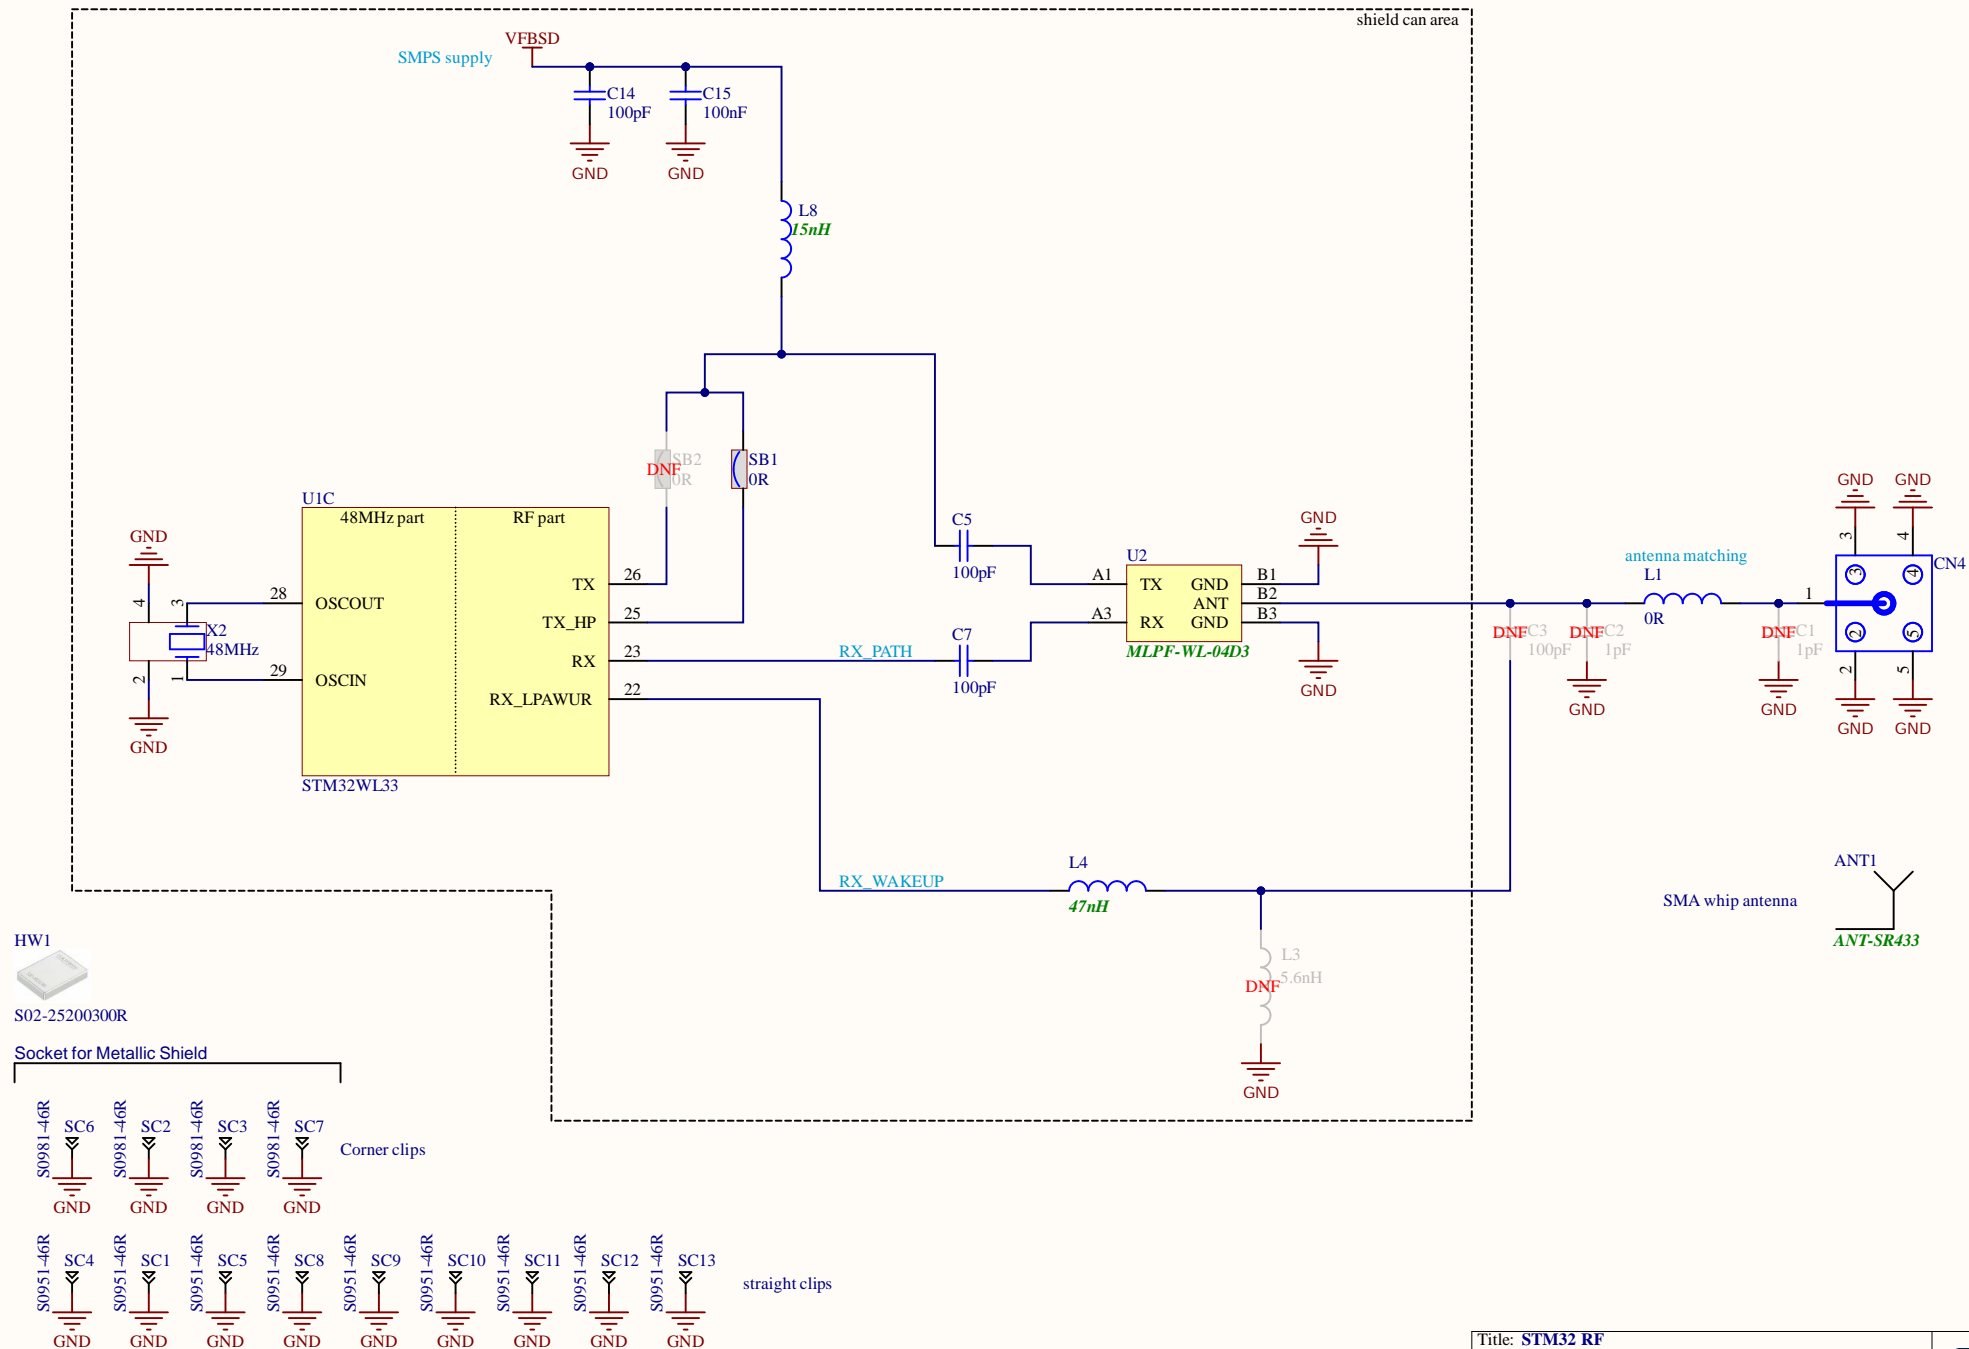 shield can area
VFBSD
SMPS supply
C14
100pF
C15
100nF
GND
GND
L8
15nH
SB2
0R
DNF
SB1
0R
U1C
48MHz part
RF part
TX
26
TX_HP
25
RX
23
RX_LPAWUR
22
28
OSCOUT
29
OSCIN
STM32WL33
GND
4
3
X2
48MHz
2
1
GND
C5
100pF
RX_PATH
C7
100pF
A1
A3
U2
TX
GND
ANT
RX
GND
MLPF-WL-04D3
B1
B2
B3
GND
GND
antenna matching
L1
0R
DNF
C3
100pF
DNF
C2
1pF
GND
DNF
C1
1pF
GND
1
GND
GND
3
4
3
4
CN4
2
5
2
5
GND
GND
RX_WAKEUP
L4
47nH
L3
5.6nH
DNF
GND
ANT1
SMA whip antenna
ANT-SR433
HW1
S02-25200300R
Socket for Metallic Shield
S0981-46R
SC6
GND
S0981-46R
SC2
GND
S0981-46R
SC3
GND
S0981-46R
SC7
GND
Corner clips
S0951-46R
SC4
GND
S0951-46R
SC1
GND
S0951-46R
SC5
GND
S0951-46R
SC8
GND
S0951-46R
SC9
GND
S0951-46R
SC10
GND
S0951-46R
SC11
GND
S0951-46R
SC12
GND
S0951-46R
SC13
GND
straight clips
Title: STM32 RF